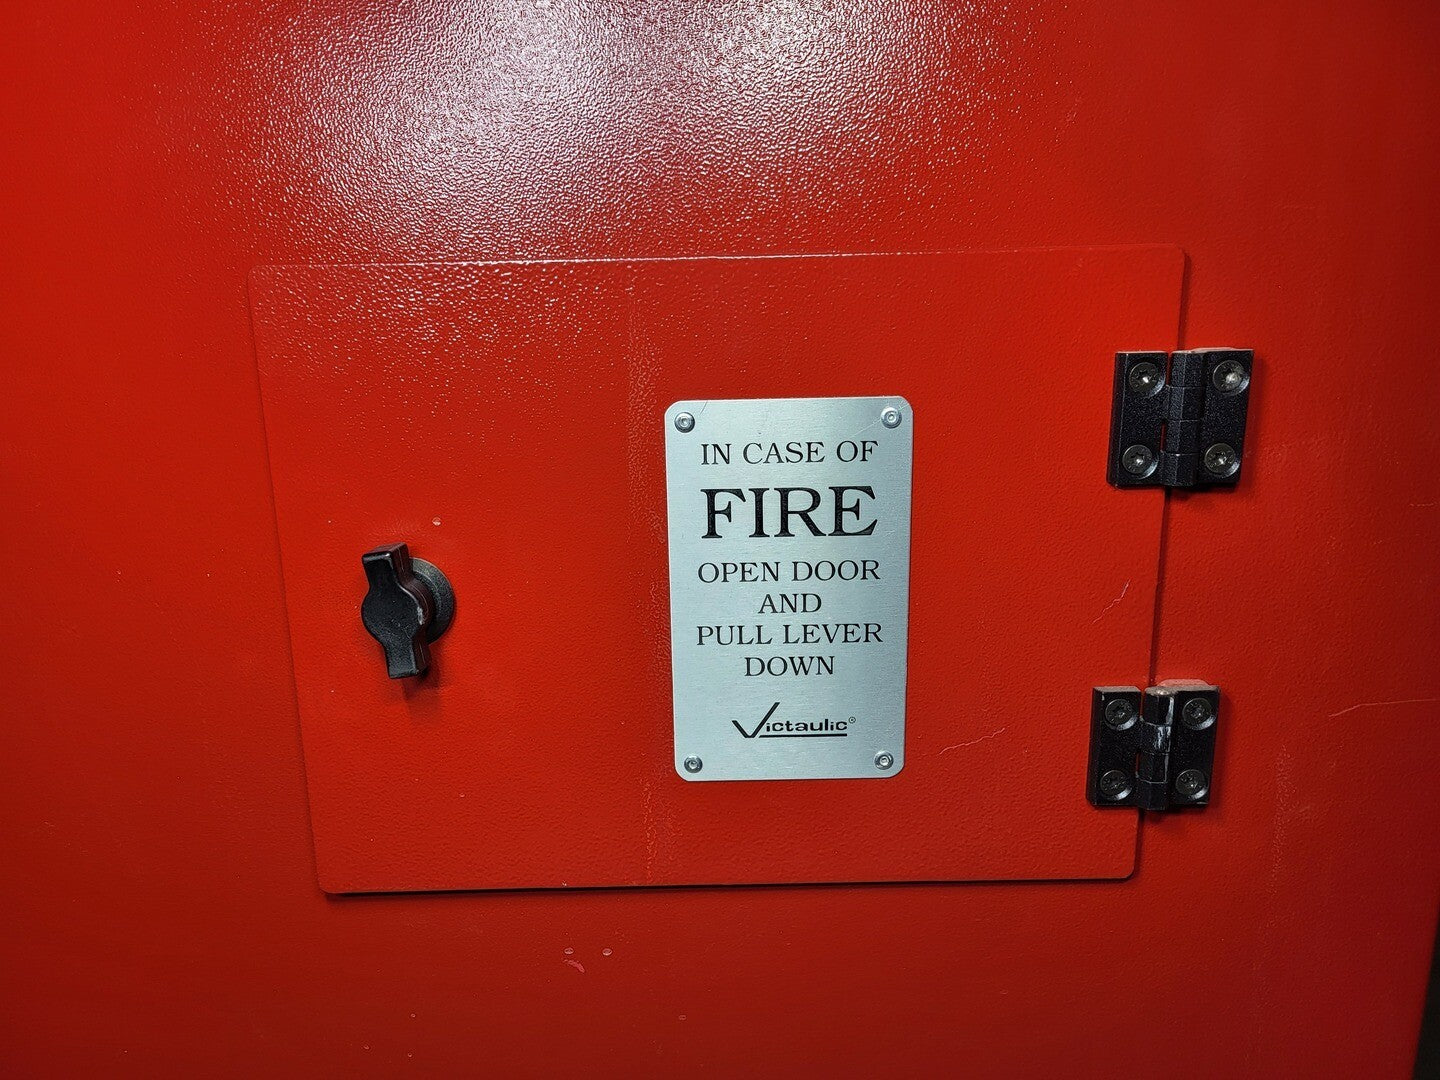 IN CASE OF
FIRE
OPEN DOOR
AND
PULL LEVER
DOWN
Victaulic®